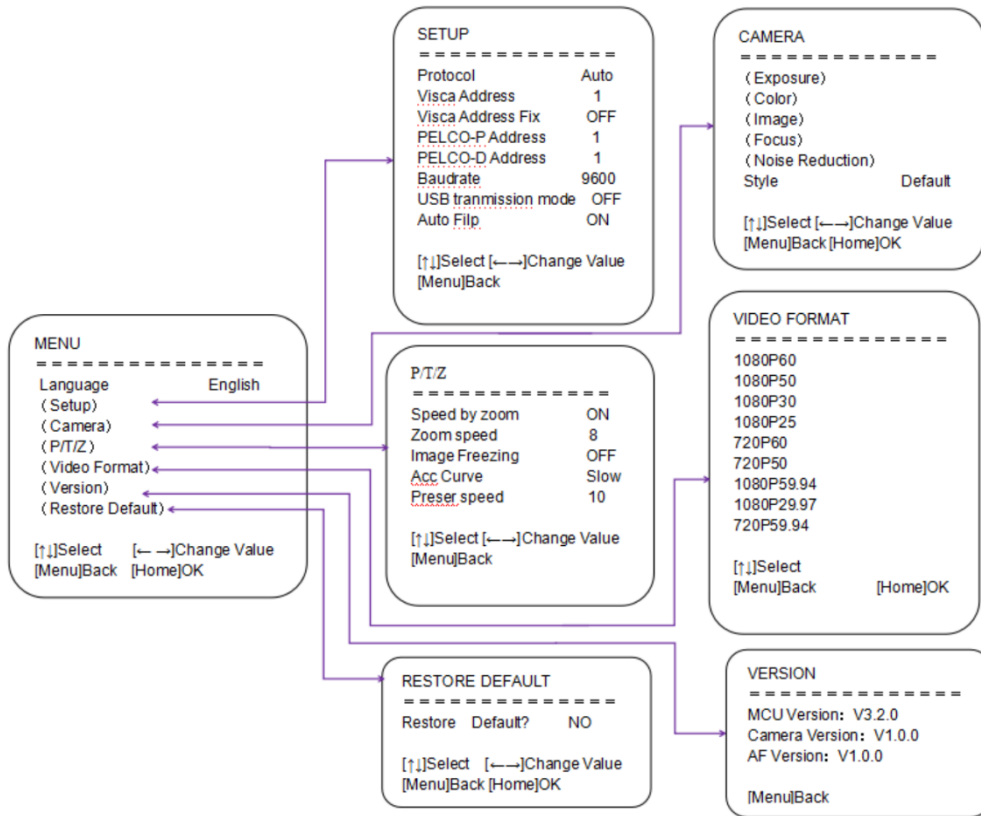 SETUP
= = = = = = = = = = = = = =
Protocol Auto
Visca Address 1
Visca Address Fix OFF
PELCO-P Address 1
PELCO-D Address 1
Baudrate 9600
USB tranmission mode OFF
Auto Filp ON
[↑↓]Select [←→]Change Value
[Menu]Back
CAMERA
= = = = = = = = = = = = =
(Exposure)
(Color)
(Image)
(Focus)
(Noise Reduction)
Style Default
[↑↓]Select [←→]Change Value
[Menu]Back [Home]OK
MENU
= = = = = = = = = = = = = = = =
Language English
(Setup)
(Camera)
(P/T/Z)
(Video Format)
(Version)
(Restore Default)
[↑↓]Select [← →]Change Value
[Menu]Back [Home]OK
P/T/Z
= = = = = = = = = = = = =
Speed by zoom ON
Zoom speed 8
Image Freezing OFF
Acc Curve Slow
Preser speed 10
[↑↓]Select [←→]Change Value
[Menu]Back
VIDEO FORMAT
= = = = = = = = = = = = = =
1080P60
1080P50
1080P30
1080P25
720P60
720P50
1080P59.94
1080P29.97
720P59.94
[↑↓]Select
[Menu]Back [Home]OK
RESTORE DEFAULT
= = = = = = = = = = = = = = =
Restore Default? NO
[↑↓]Select [←→]Change Value
[Menu]Back [Home]OK
VERSION
= = = = = = = = = = = = = = =
MCU Version: V3.2.0
Camera Version: V1.0.0
AF Version: V1.0.0
[Menu]Back